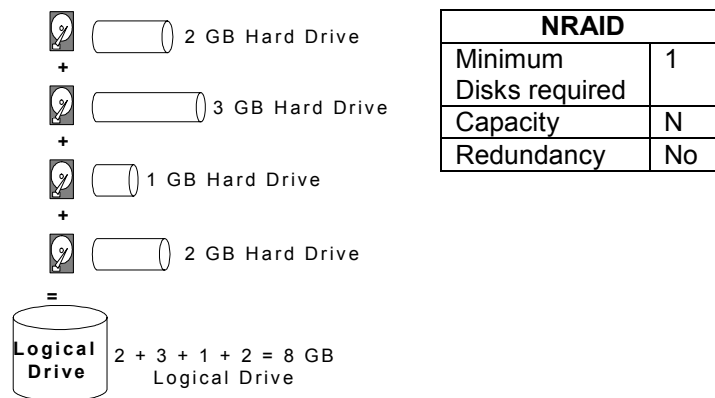 2 GB Hard Drive
+
3 GB Hard Drive
+
1 GB Hard Drive
+
2 GB Hard Drive
=
Logical
Drive
2 + 3 + 1 + 2 = 8 GB
Logical Drive
NRAID
Minimum 1
Disks required
Capacity N
Redundancy No